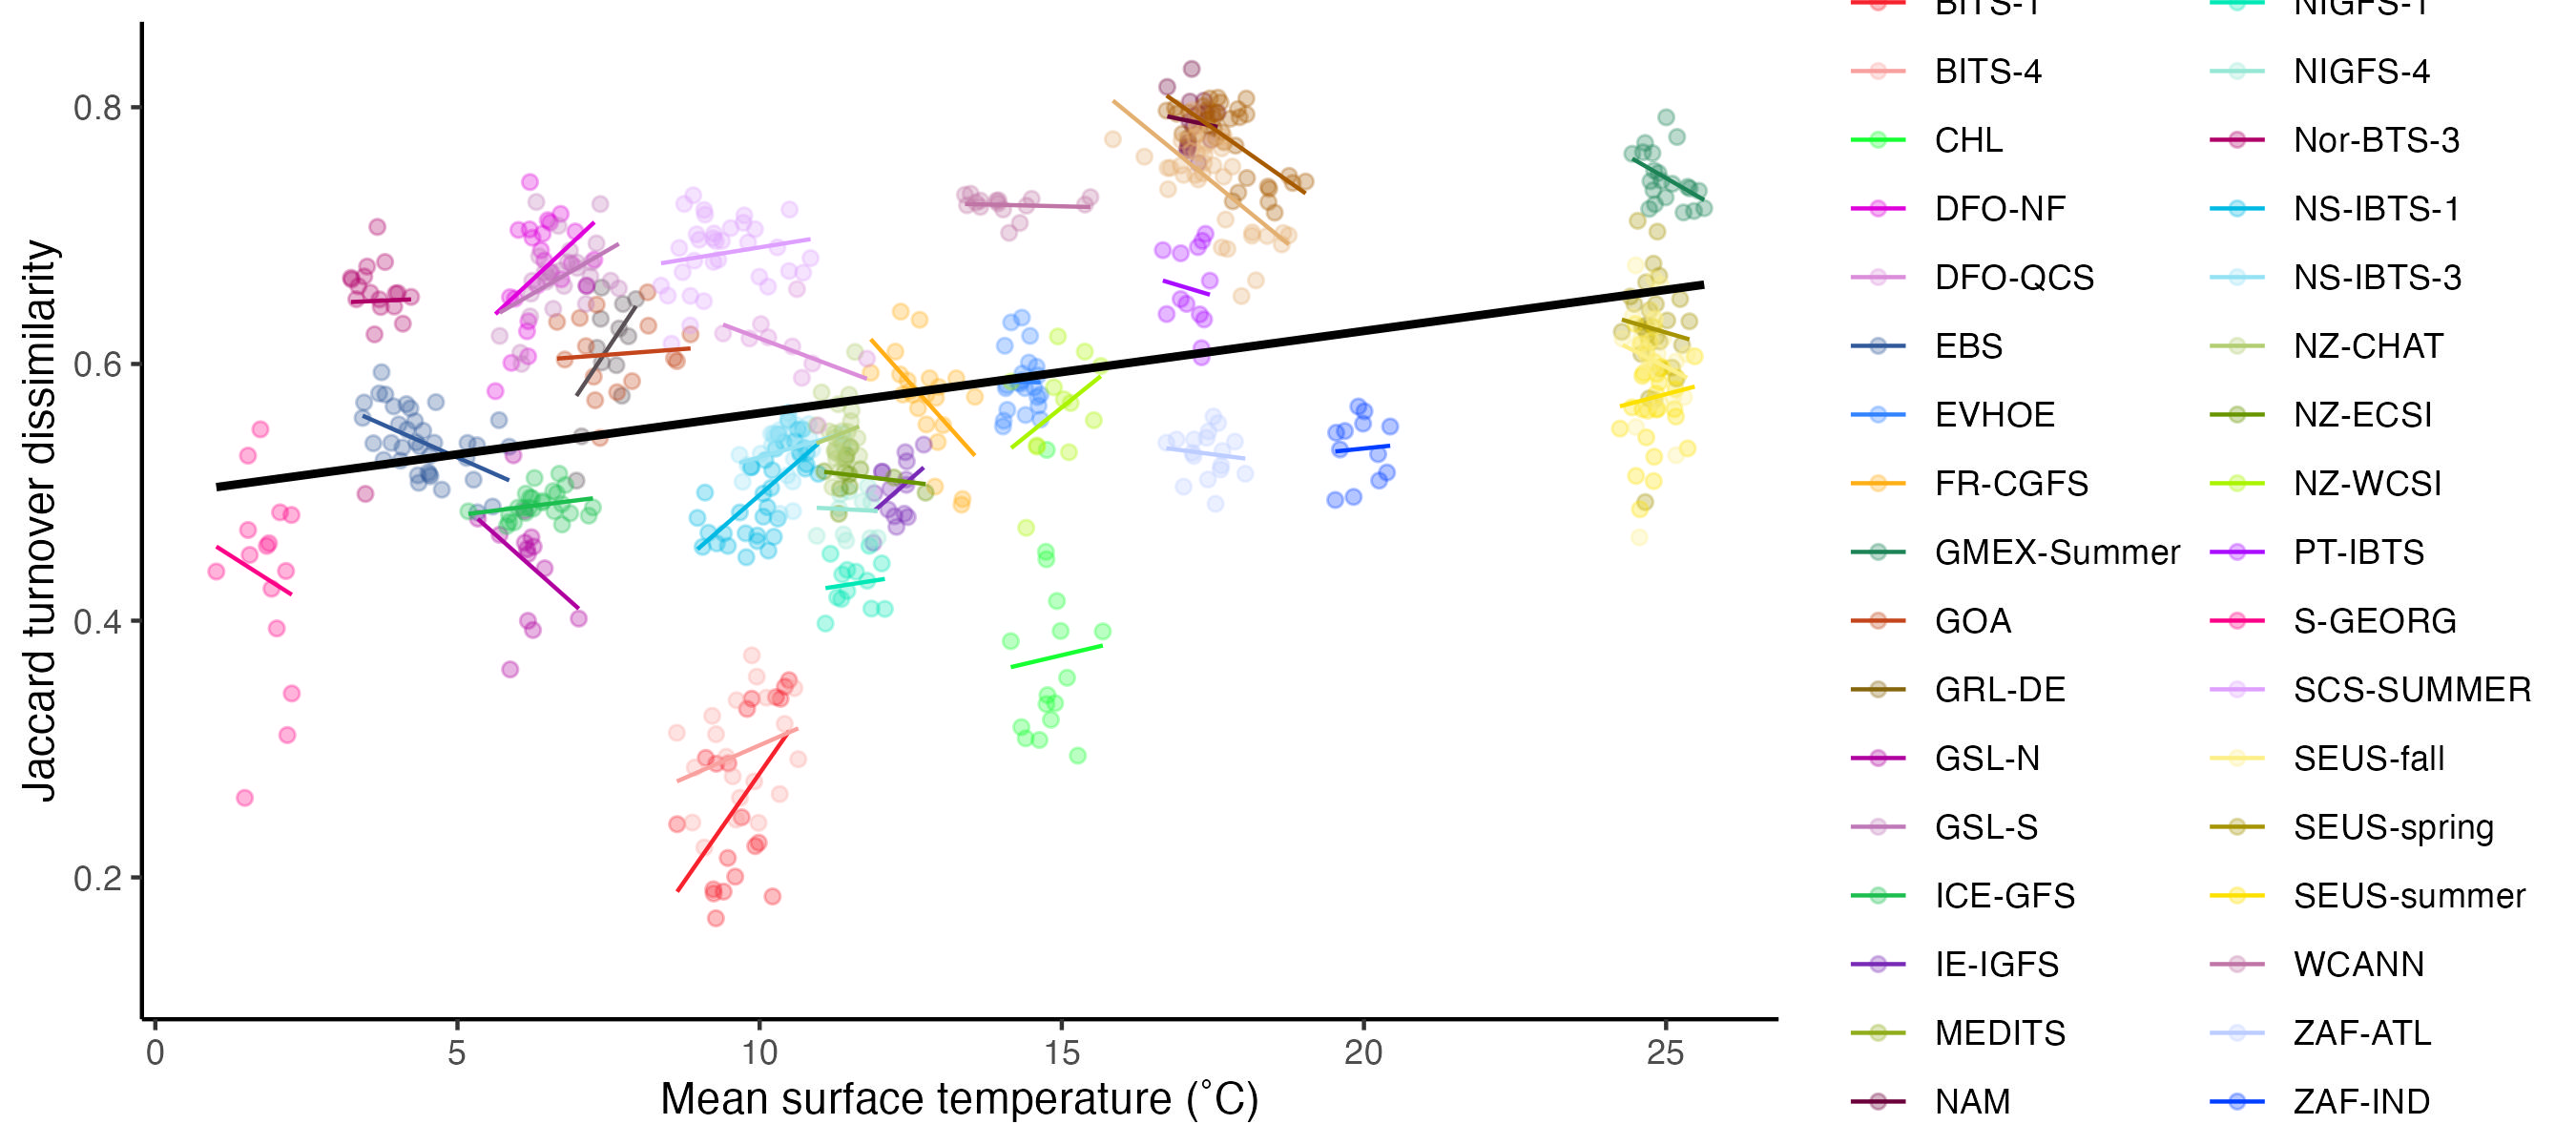 BITS-1 NIGFS-1
BITS-4 NIGFS-4
0.8
CHL Nor-BTS-3
DFO-NF NS-IBTS-1
DFO-QCS NS-IBTS-3
EBS NZ-CHAT
0.6
EVHOE NZ-ECSI
FR-CGFS NZ-WCSI
GMEX-Summer PT-IBTS
Jaccard turnover dissimilarity
0.4
GOA S-GEORG
GRL-DE SCS-SUMMER
GSL-N SEUS-fall
GSL-S SEUS-spring
0.2
ICE-GFS SEUS-summer
IE-IGFS WCANN
MEDITS ZAF-ATL
NAM ZAF-IND
0 5 10 15 20 25
Mean surface temperature (˚C)